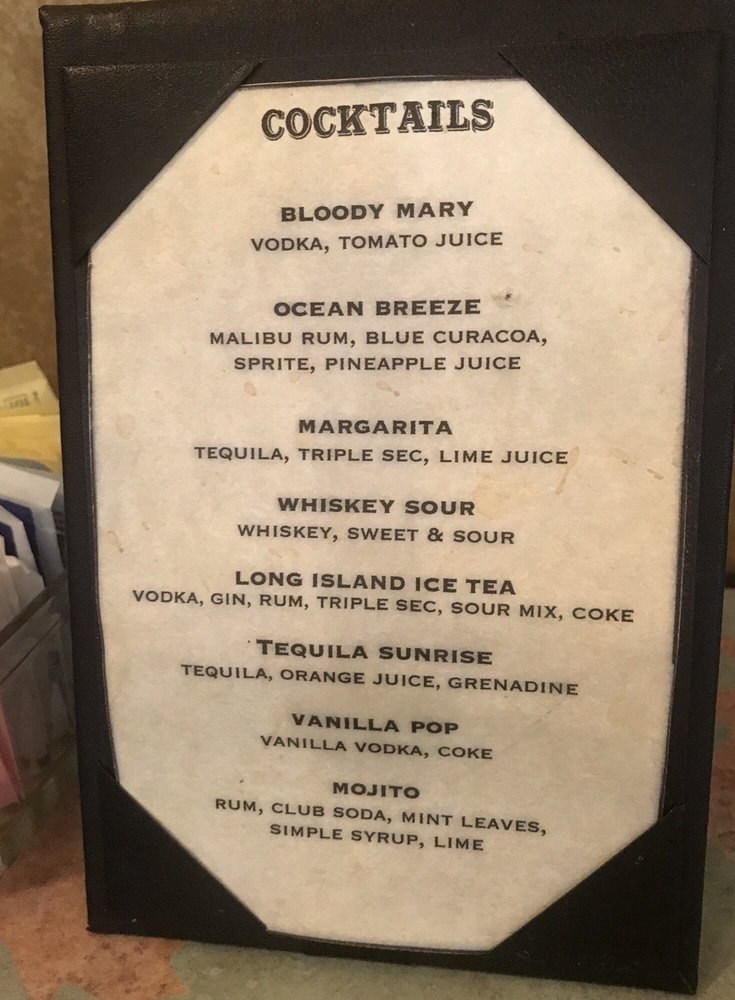 COCKTAILS
BLOODY MARY
VODKA, TOMATO JUICE
OCEAN BREEZE
MALIBU RUM, BLUE CURACOA,
SPRITE, PINEAPPLE JUICE
MARGARITA
TEQUILA, TRIPLE SEC, LIME JUICE
WHISKEY SOUR
WHISKEY, SWEET & SOUR
LONG ISLAND ICE TEA
VODKA, GIN, RUM, TRIPLE SEC, SOUR MIX, COKE
TEQUILA SUNRISE
TEQUILA, ORANGE JUICE, GRENADINE
VANILLA POP
VANILLA VODKA, COKE
MOJITO
RUM, CLUB SODA, MINT LEAVES,
SIMPLE SYRUP, LIME